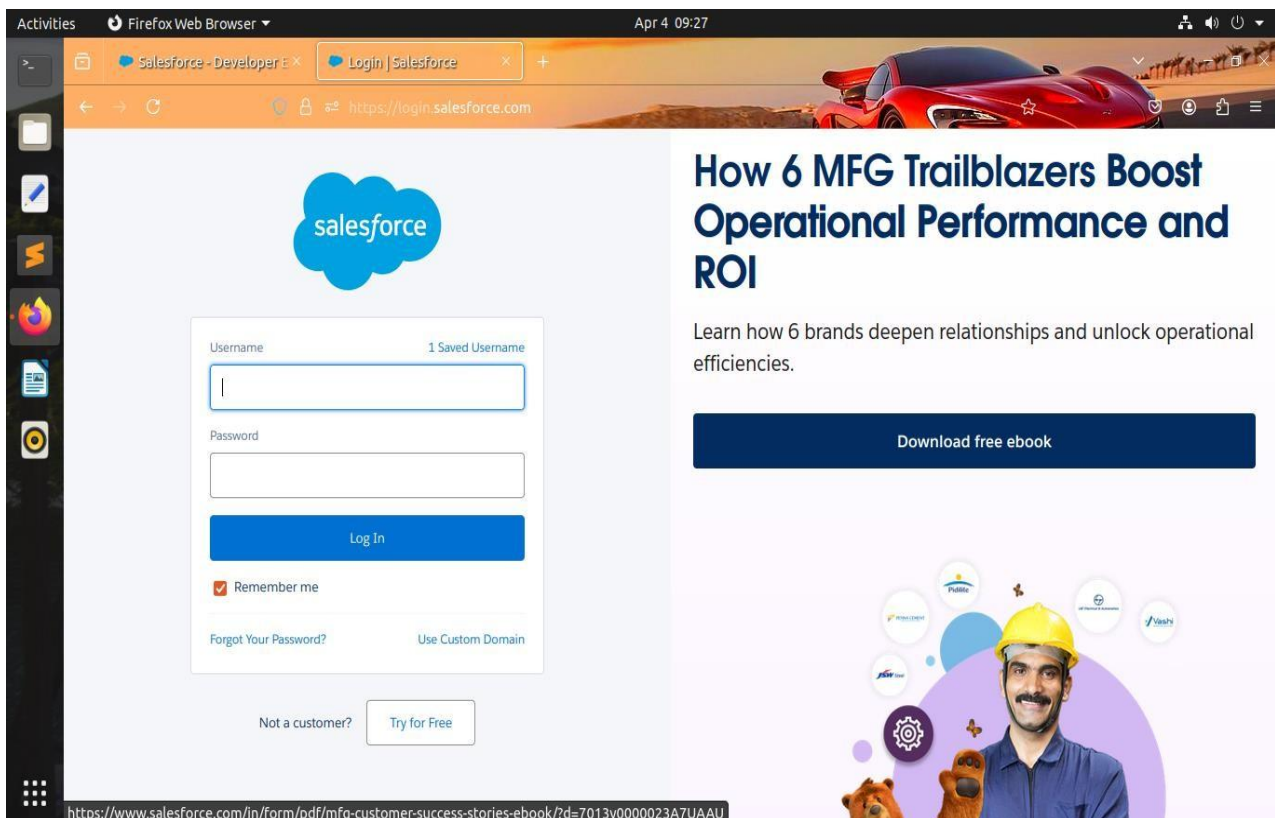 Activities Firefox Web Browser Apr 4 09:27
Salesforce - Developer E Login | Salesforce
https://login.salesforce.com
salesforce
Username 1 Saved Username
Password
Log In
Remember me
Forgot Your Password? Use Custom Domain
Not a customer? Try for Free
How 6 MFG Trailblazers Boost
Operational Performance and
ROI
Learn how 6 brands deepen relationships and unlock operational
efficiencies.
Download free ebook
Pidilite
Vashi
JSW
https://www.salesforce.com/in/form/pdf/mfg-customer-success-stories-ebook/?d=7013y0000023A7UAAU